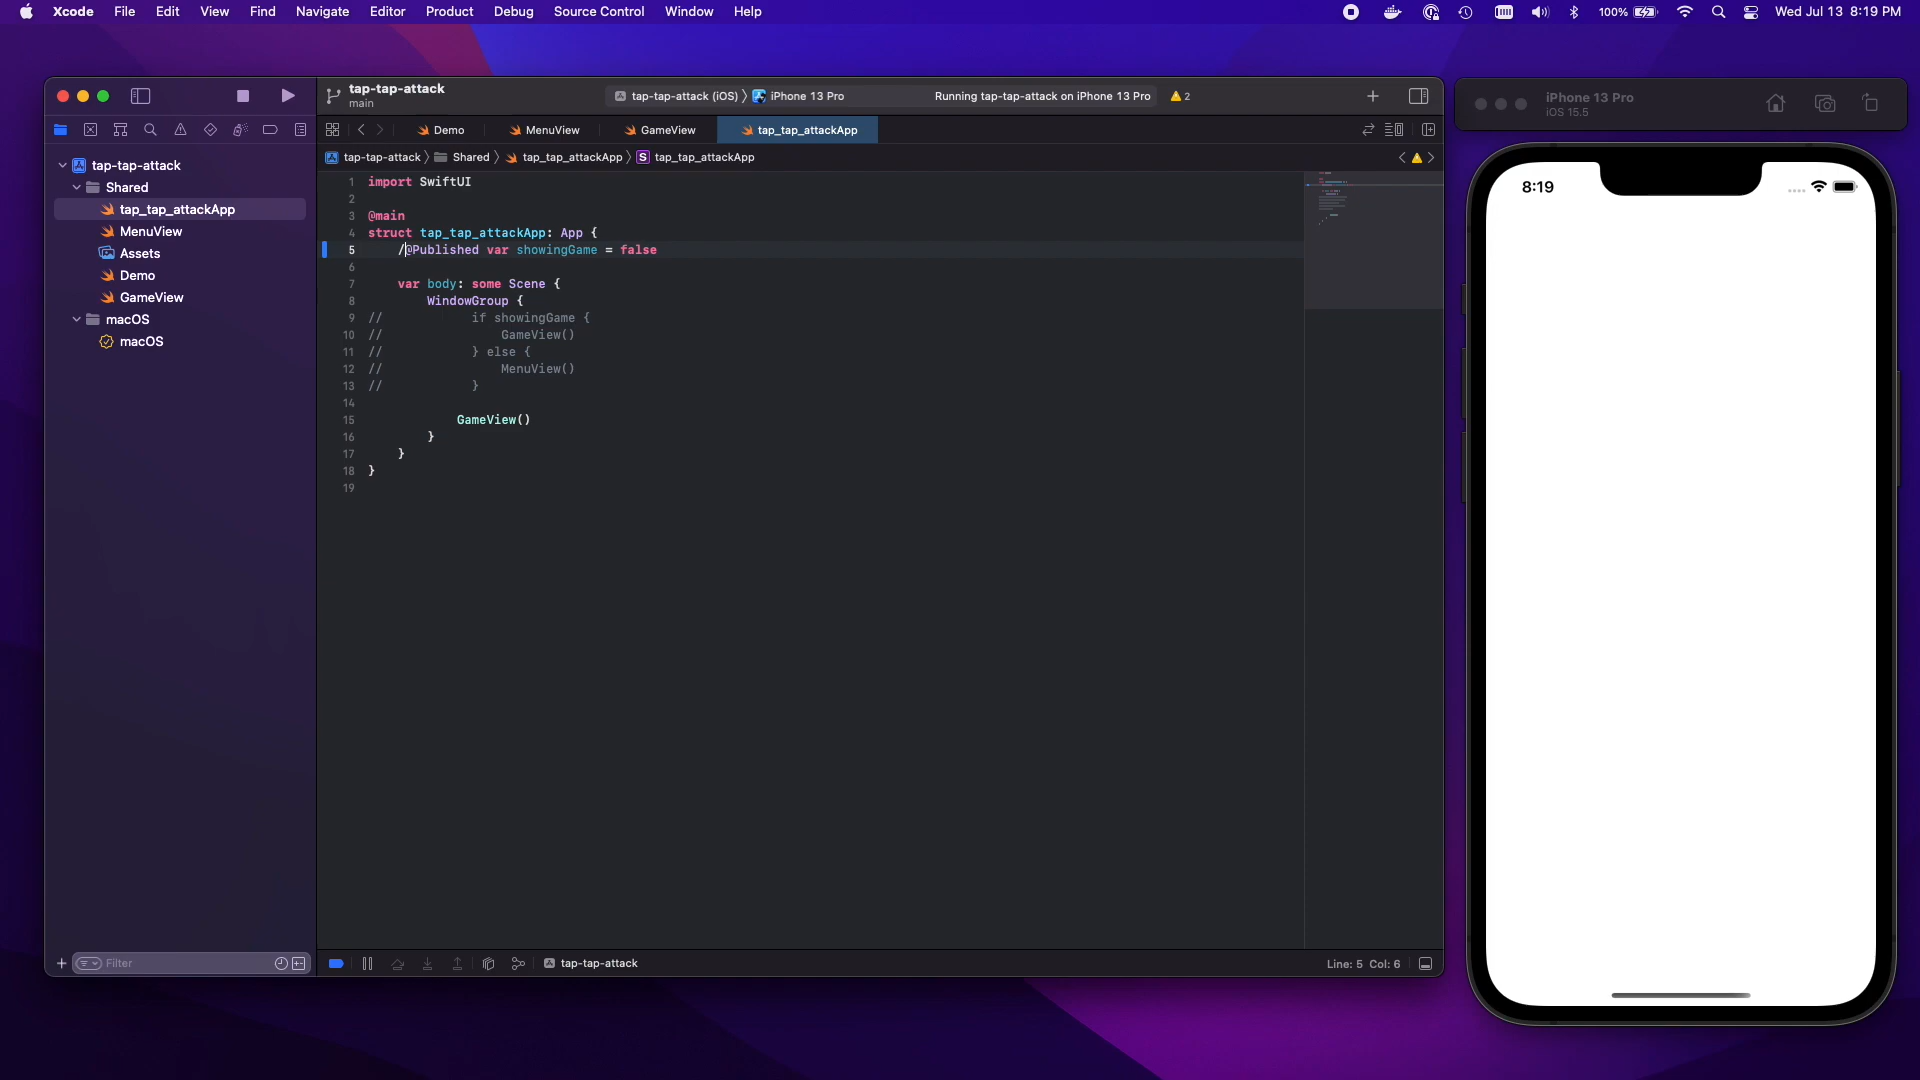 Xcode File Edit View Find Navigate Editor Product Debug Source Control Window Help 100% Wed Jul 13 8:19 PM
tap-tap-attack
main
tap-tap-attack (iOS) iPhone 13 Pro Running tap-tap-attack on iPhone 13 Pro 2
Demo MenuView GameView tap_tap_attackApp
tap-tap-attack Shared tap_tap_attackApp S tap_tap_attackApp
tap-tap-attack
Shared
tap_tap_attackApp
MenuView
Assets
Demo
GameView
macOS
macOS
Filter
1 import SwiftUI
2
3 @main
4 struct tap_tap_attackApp: App {
5 /@Published var showingGame = false
6
7 var body: some Scene {
8 WindowGroup {
9 // if showingGame {
10 // GameView()
11 // } else {
12 // MenuView()
13 // }
14
15 GameView()
16 }
17 }
18 }
19
tap-tap-attack Line: 5 Col: 6
iPhone 13 Pro
iOS 15.5
8:19